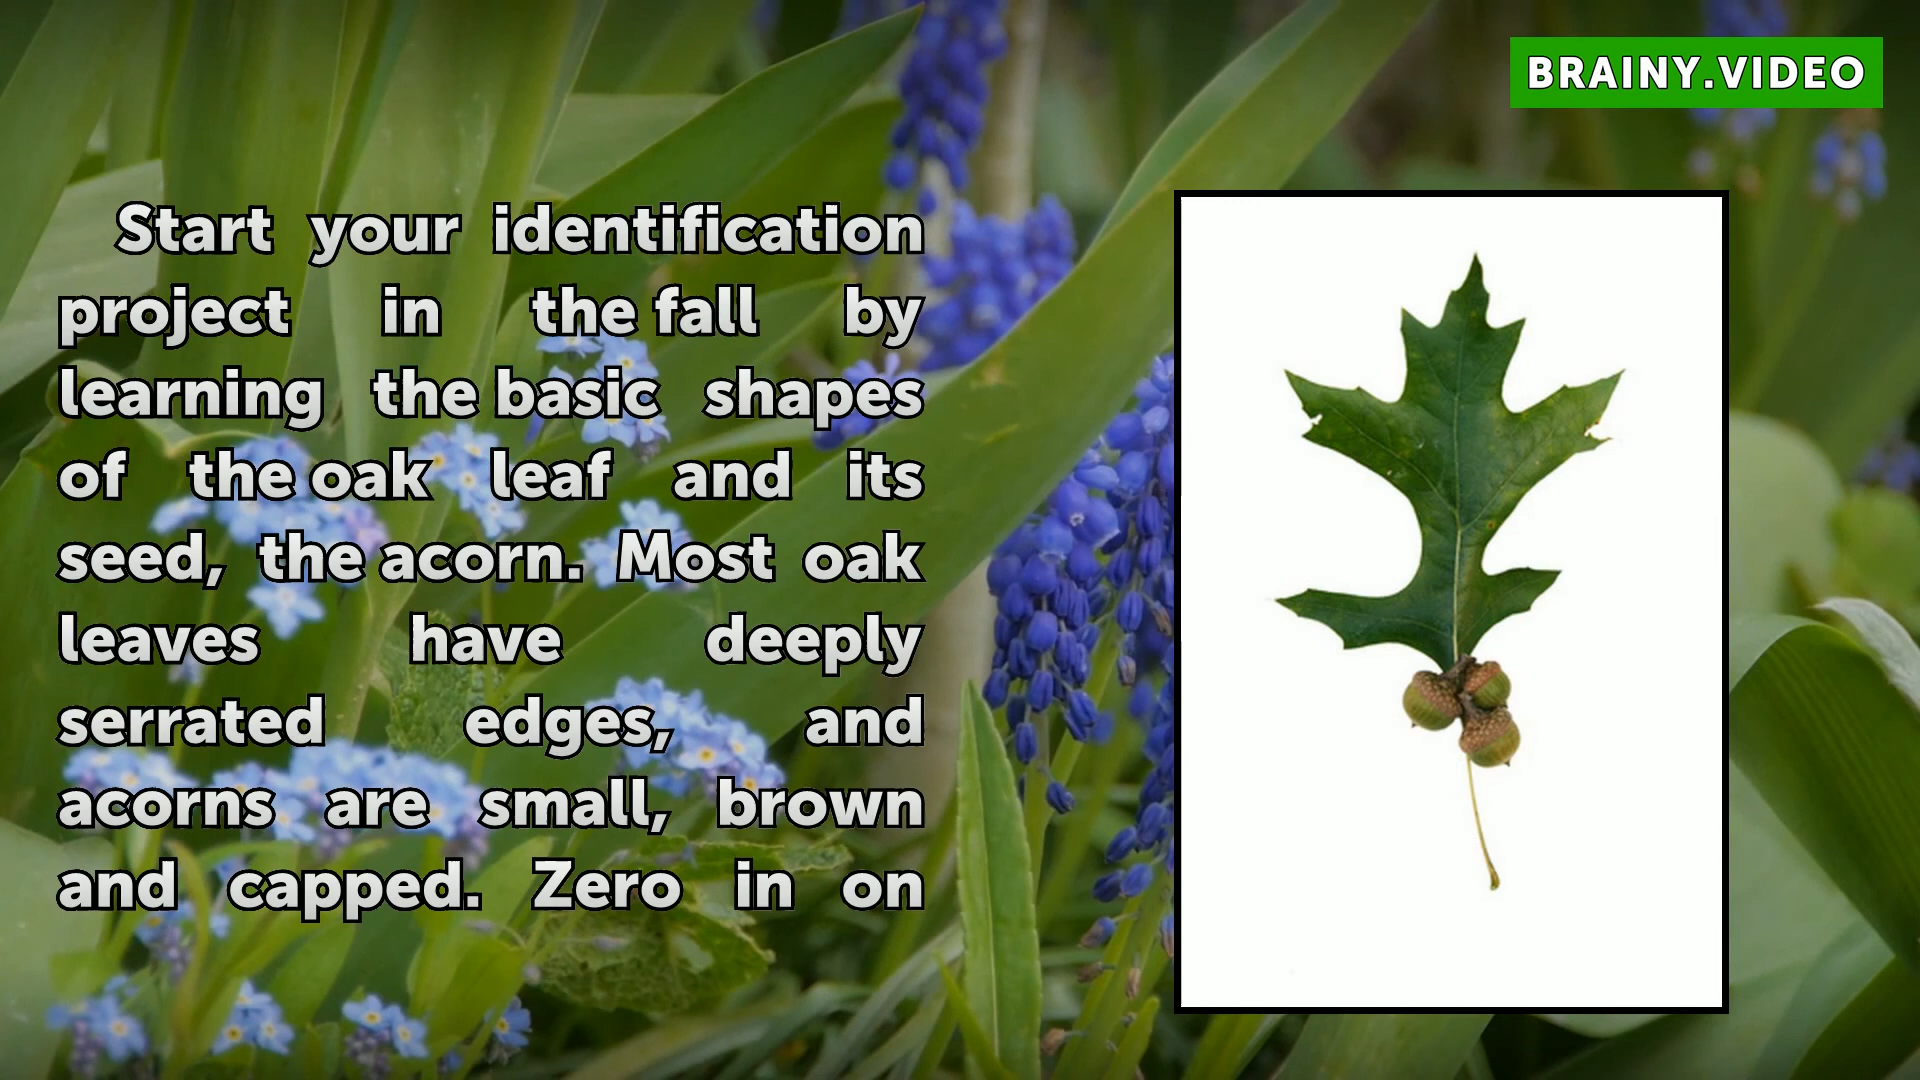 BRAINY.VIDEO
Start your identification
project in the fall by
learning the basic shapes
of the oak leaf and its
seed, the acorn. Most oak
leaves have deeply
serrated edges, and
acorns are small, brown
and capped. Zero in on